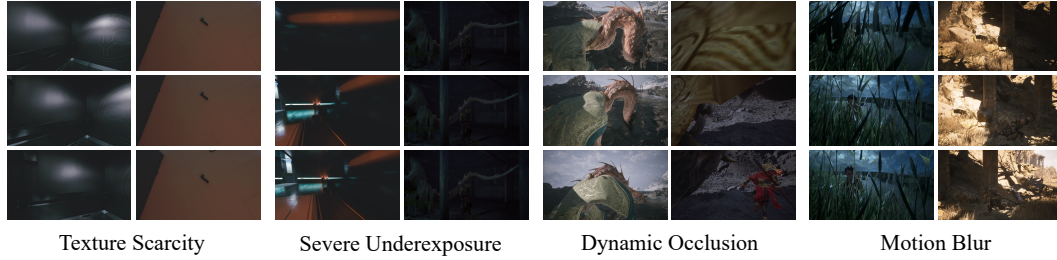 Texture Scarcity
Severe Underexposure
Dynamic Occlusion
Motion Blur